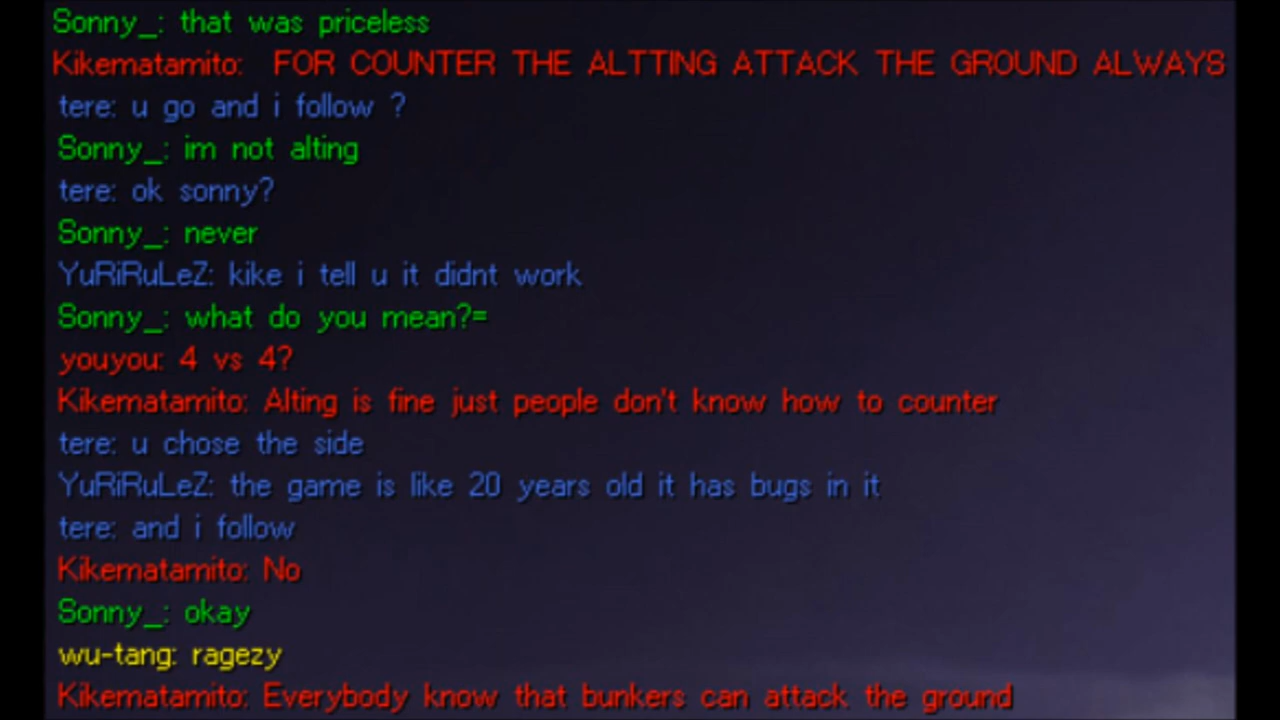 Sonny_: that was priceless
Kikematamito: FOR COUNTER THE ALTTING ATTACK THE GROUND ALWAYS
tere: u go and i follow ?
Sonny_: im not alting
tere: ok sonny?
Sonny_: never
YuRiRuLeZ: kike i tell u it didnt work
Sonny_: what do you mean?=
youyou: 4 vs 4?
Kikematamito: Alting is fine just people don't know how to counter
tere: u chose the side
YuRiRuLeZ: the game is like 20 years old it has bugs in it
tere: and i follow
Kikematamito: No
Sonny_: okay
wu-tang: ragezy
Kikematamito: Everybody know that bunkers can attack the ground